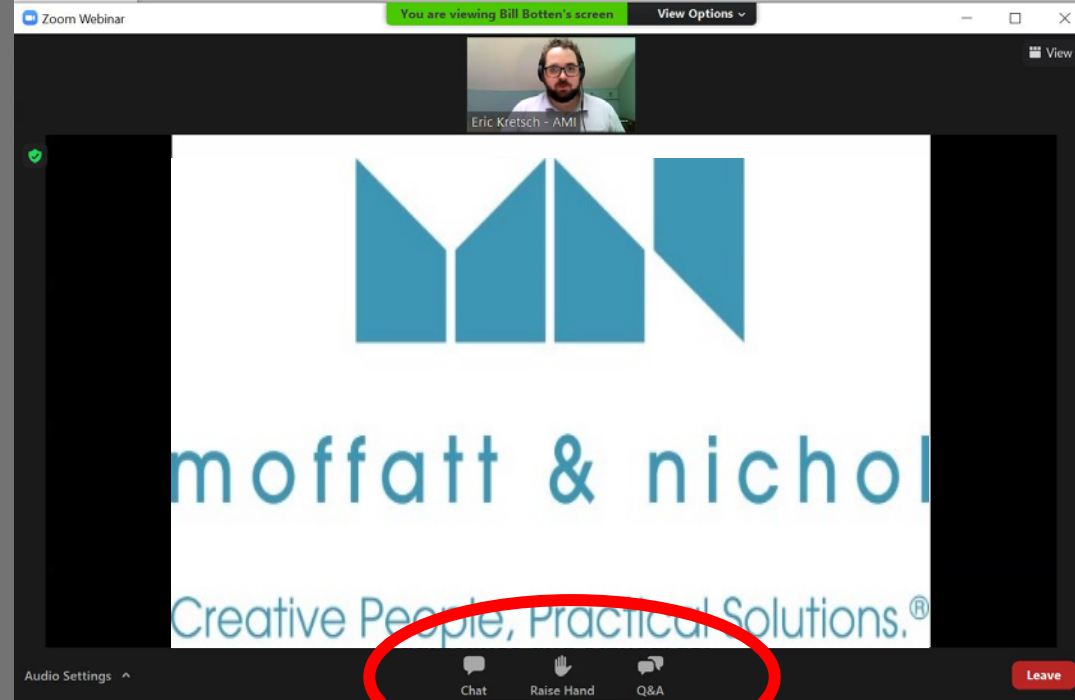 Zoom Webinar
You are viewing Bill Botten's screen
View Options
View
Eric Kretsch - AMI
moffatt & nichol
Creative People, Practical Solutions.®
Audio Settings
Chat
Raise Hand
Q&A
Leave